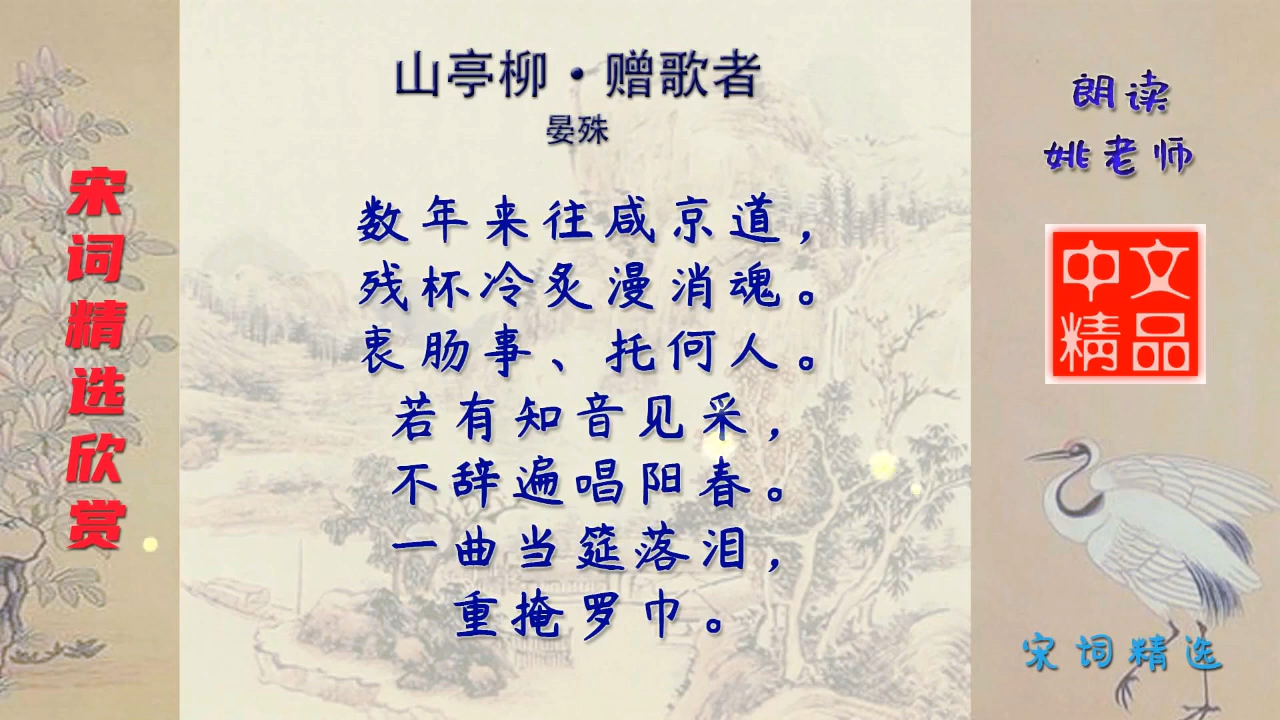 山亭柳·赠歌者
晏殊
数年来往咸京道，
残杯冷炙漫消魂。
衷肠事、托何人。
若有知音见采，
不辞遍唱阳春。
一曲当筵落泪，
重掩罗巾。
宋词精选欣赏
朗读
姚老师
中文
精品
宋词精选